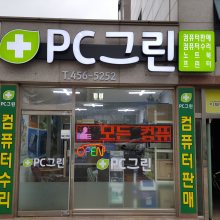 PC그린
T.456-5252
컴퓨터판매
컴퓨터수리
노트북
프린터
PC그린
컴퓨터수리
모든 컴퓨
OPEN
PC그린
컴퓨터판매